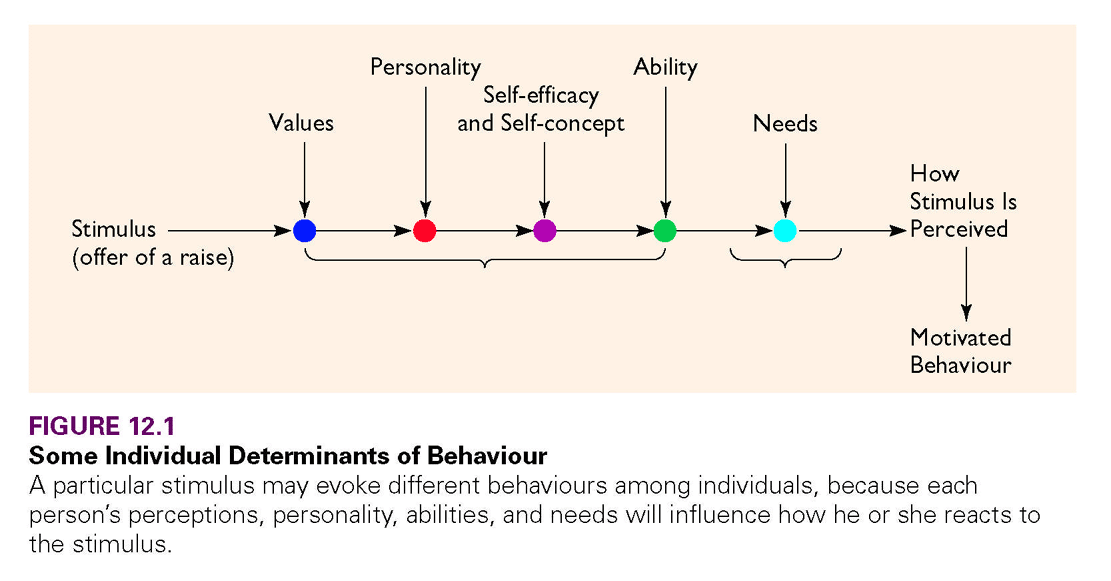 Personality
Ability
Self-efficacy
and Self-concept
Values
Needs
How
Stimulus Is
Perceived
Stimulus
(offer of a raise)
Motivated
Behaviour
FIGURE 12.1
Some Individual Determinants of Behaviour
A particular stimulus may evoke different behaviours among individuals, because each
person’s perceptions, personality, abilities, and needs will influence how he or she reacts to
the stimulus.